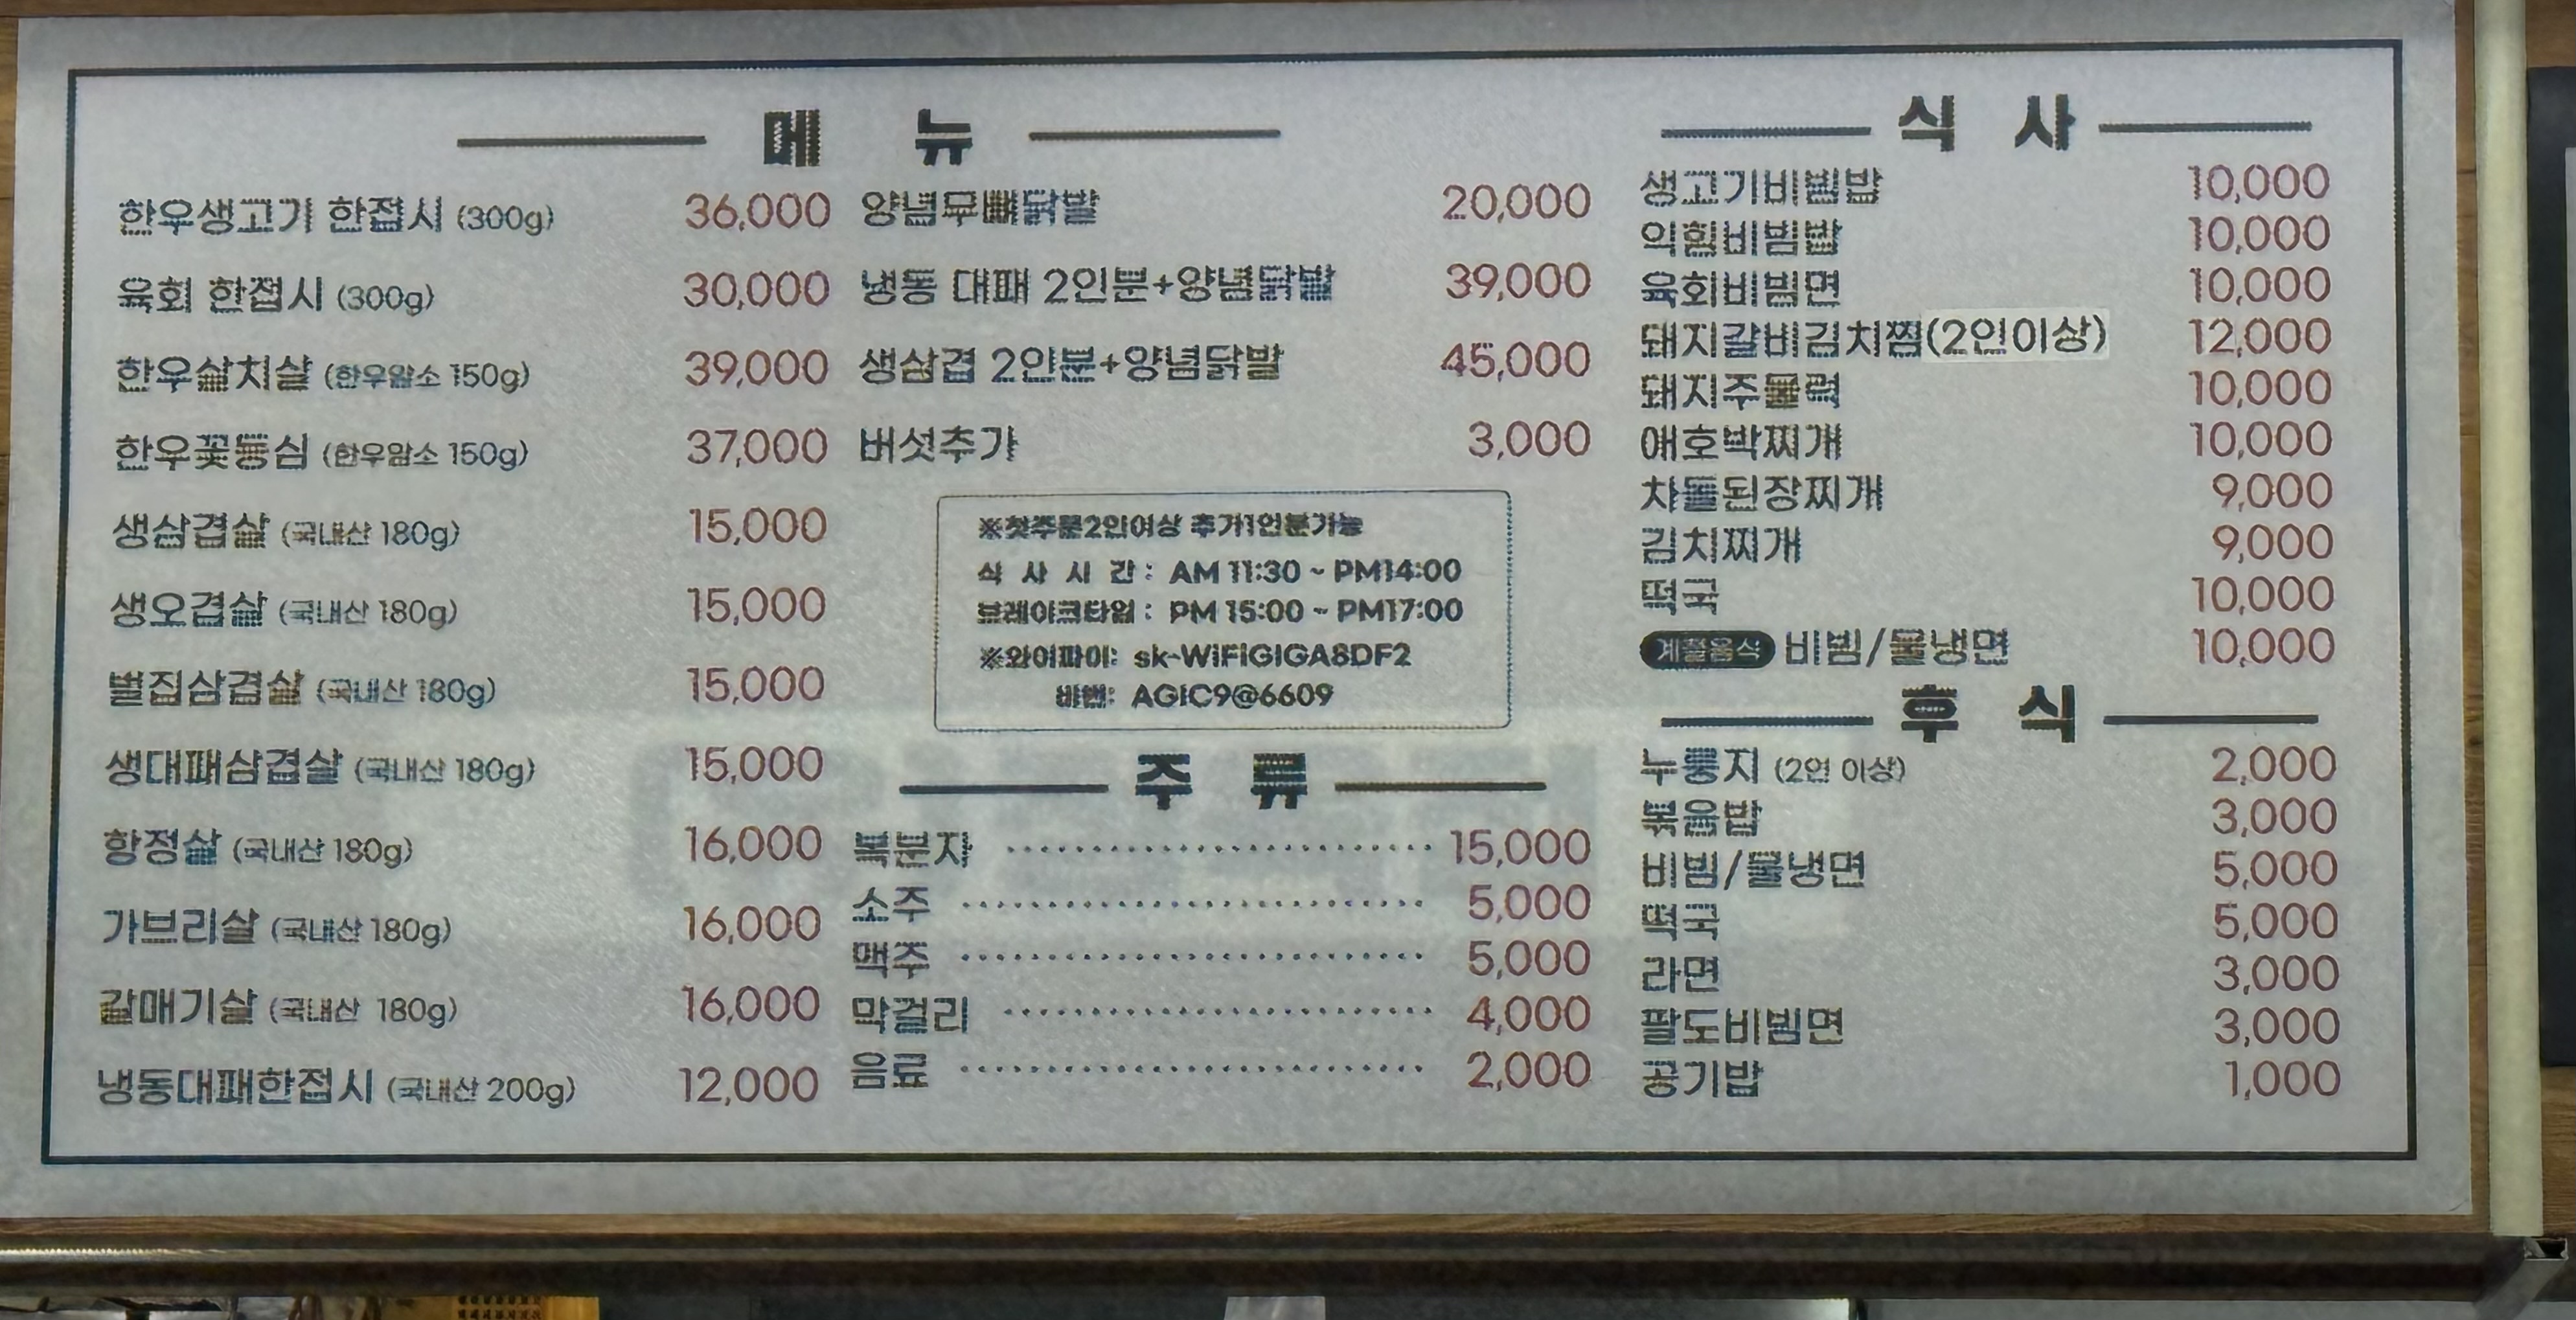 메 뉴
한우생고기 한접시 (300g) 36,000
육회 한접시 (300g) 30,000
한우살치살 (한우암소 150g) 39,000
한우꽃등심 (한우암소 150g) 37,000
생삼겹살 (국내산 180g) 15,000
생오겹살 (국내산 180g) 15,000
벌집삼겹살 (국내산 180g) 15,000
생대패삼겹살 (국내산 180g) 15,000
항정살 (국내산 180g) 16,000
가브리살 (국내산 180g) 16,000
갈매기살 (국내산 180g) 16,000
냉동대패한접시 (국내산 200g) 12,000
양념무뼈닭발 20,000
냉동 대패 2인분+양념닭발 39,000
생삼겹 2인분+양념닭발 45,000
버섯추가 3,000
※첫주문2인이상 추가1인분가능
식 사 시 간 : AM 11:30 ~ PM14:00
브레이크타임 : PM 15:00 ~ PM17:00
※와이파이: sk-WiFiGIGA8DF2
비번: AGIC9@6609
주 류
복분자 15,000
소주 5,000
맥주 5,000
막걸리 4,000
음료 2,000
식 사
생고기비빔밥 10,000
익힘비빔밥 10,000
육회비빔면 10,000
돼지갈비김치찜(2인이상) 12,000
돼지주물럭 10,000
애호박찌개 10,000
차돌된장찌개 9,000
김치찌개 9,000
떡국 10,000
계절음식 비빔/물냉면 10,000
후 식
누룽지 (2인 이상) 2,000
볶음밥 3,000
비빔/물냉면 5,000
떡국 5,000
라면 3,000
팔도비빔면 3,000
공기밥 1,000